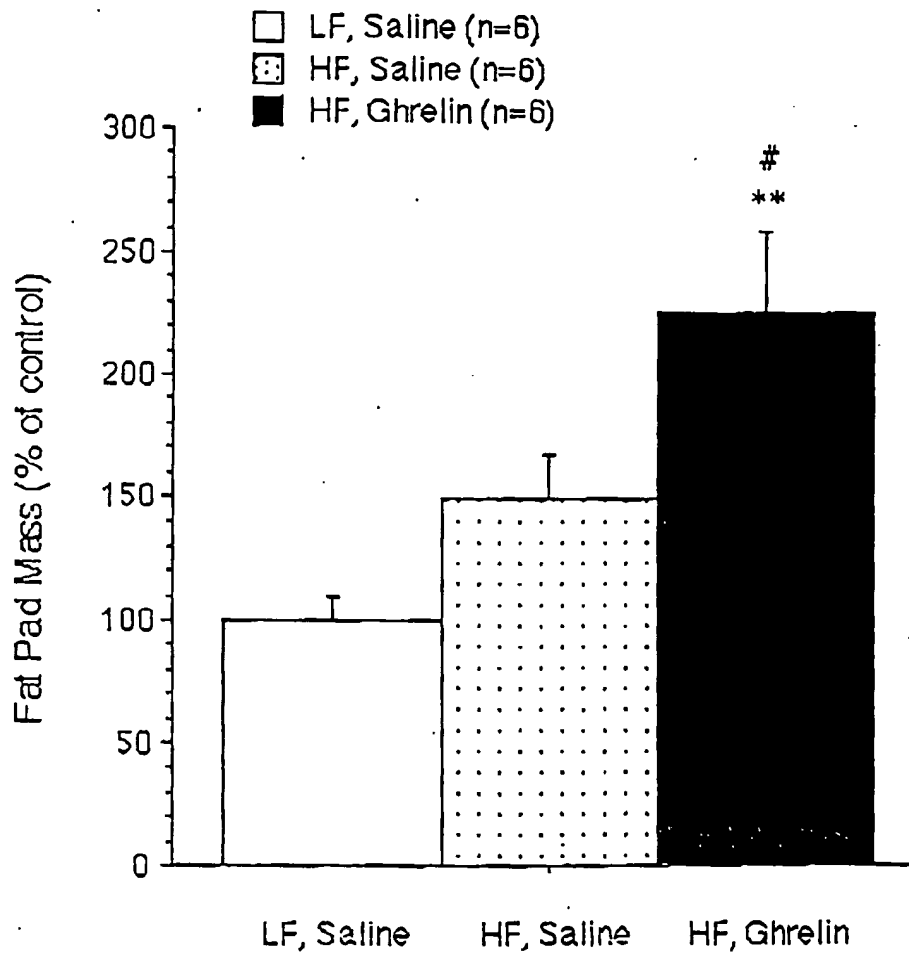 LF, Saline (n=6)
HF, Saline (n=6)
HF, Ghrelin (n=6)
300
250
200
150
100
50
0
Fat Pad Mass (% of control)
#
**
LF, Saline
HF, Saline
HF, Ghrelin